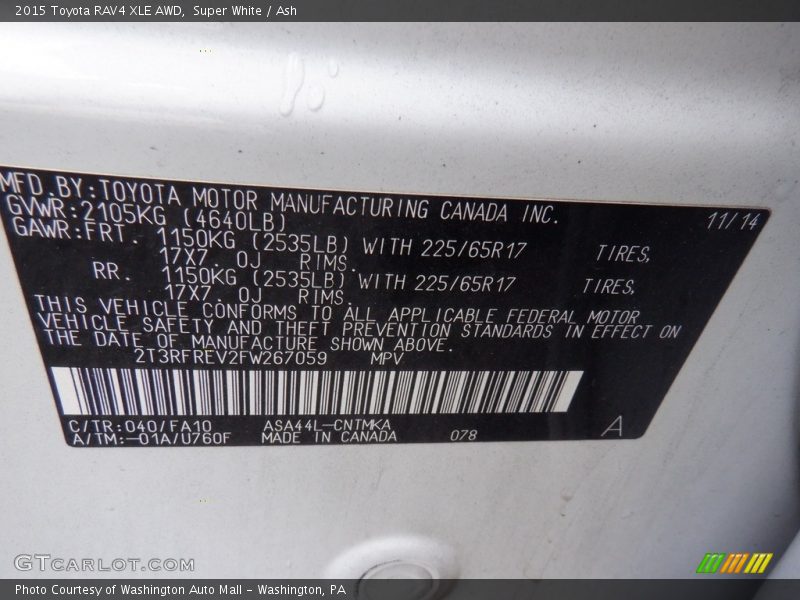 2015 Toyota RAV4 XLE AWD, Super White / Ash
MFD.BY:TOYOTA MOTOR MANUFACTURING CANADA INC. 11/14
GVWR:2105KG (4640LB)
GAWR:FRT. 1150KG (2535LB) WITH 225/65R17 TIRES,
17X7. 0J RIMS.
RR. 1150KG (2535LB) WITH 225/65R17 TIRES,
17X7. 0J RIMS.
THIS VEHICLE CONFORMS TO ALL APPLICABLE FEDERAL MOTOR
VEHICLE SAFETY AND THEFT PREVENTION STANDARDS IN EFFECT ON
THE DATE OF MANUFACTURE SHOWN ABOVE.
2T3RFREV2FW267059 MPV
C/TR:040/FA10 ASA44L-CNTMKA
A/TM:-01A/U760F MADE IN CANADA 078 A
GTCARLOT.COM
Photo Courtesy of Washington Auto Mall - Washington, PA